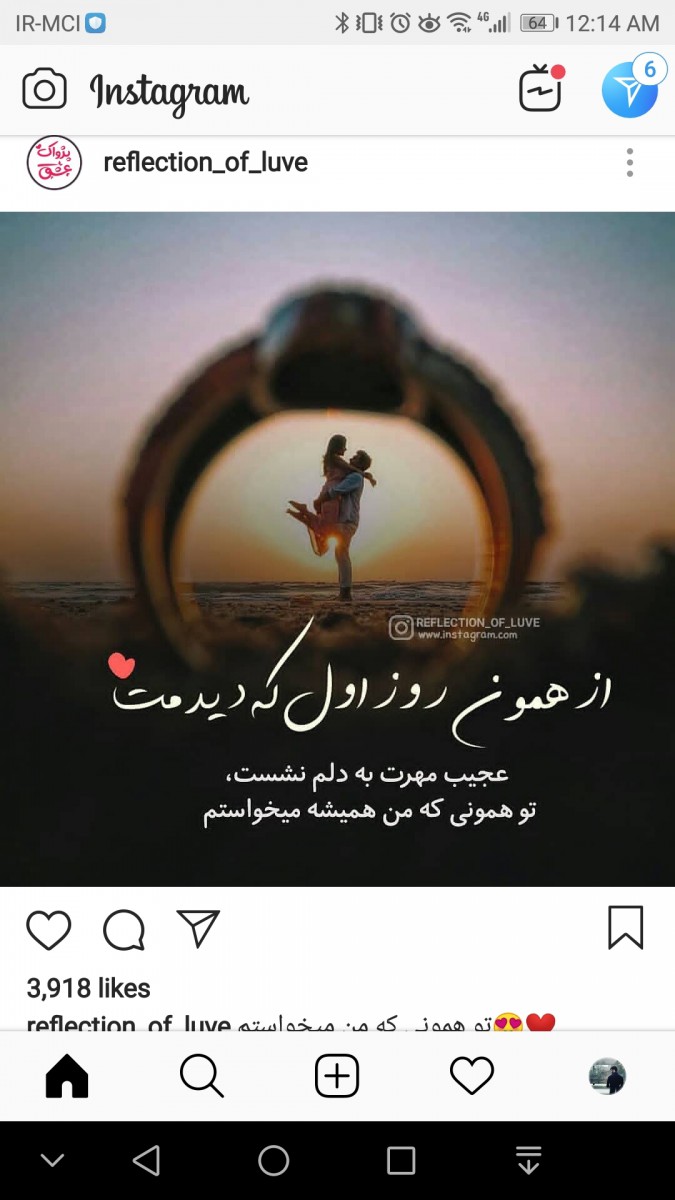 IR-MCI 4G 64 12:14 AM
Instagram 6
پژواک عشق
reflection_of_luve
REFLECTION_OF_LUVE
www.instagram.com
از همون روز اول که دیدمت
عجیب مهرت به دلم نشست،
تو همونی که من همیشه میخواستم
3,918 likes
reflection_of_luve تو همونی که من میخواستم😍❤️